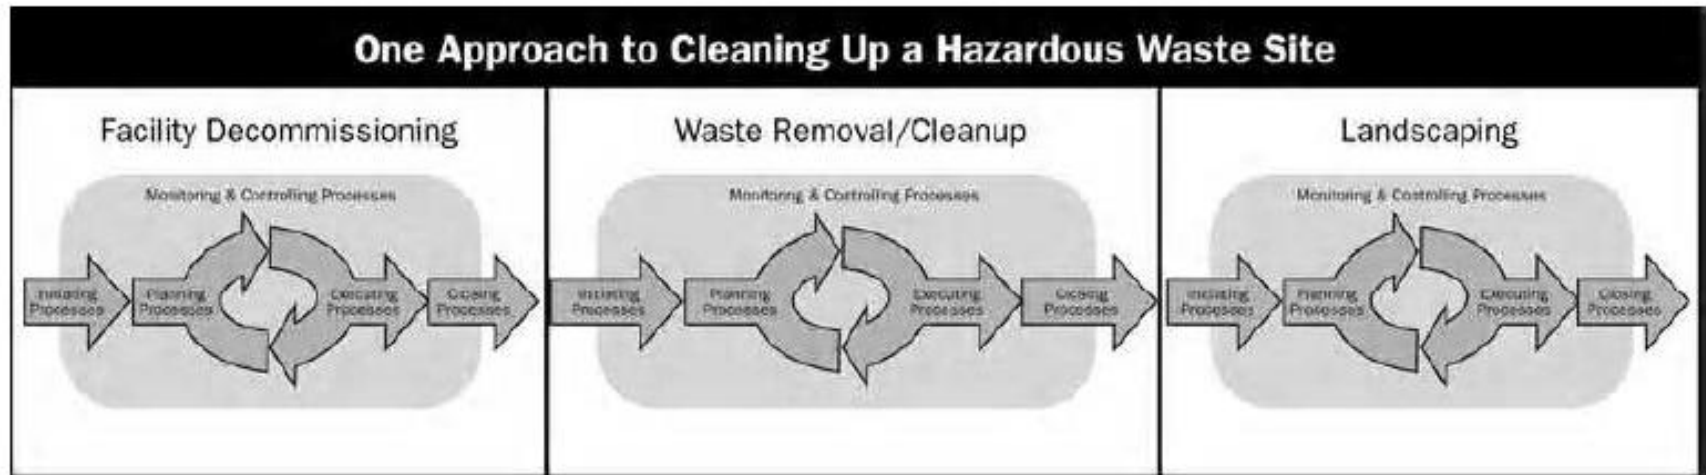 One Approach to Cleaning Up a Hazardous Waste Site
Facility Decommissioning
Monitoring & Controlling Processes
Initiating
Processes
Planning
Processes
Executing
Processes
Closing
Processes
Waste Removal/Cleanup
Monitoring & Controlling Processes
Initiating
Processes
Planning
Processes
Executing
Processes
Closing
Processes
Landscaping
Monitoring & Controlling Processes
Initiating
Processes
Planning
Processes
Executing
Processes
Closing
Processes